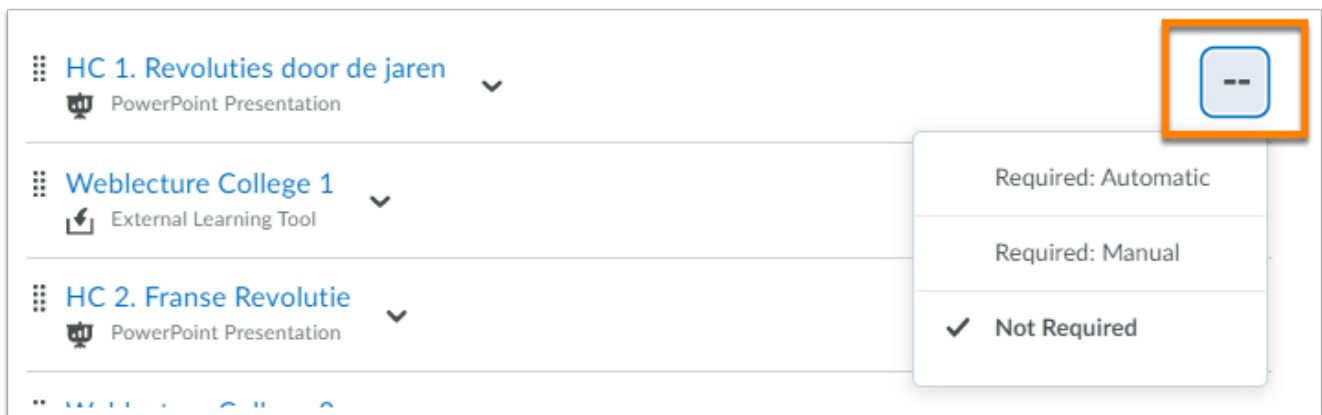 HC 1. Revoluties door de jaren
PowerPoint Presentation
--
Required: Automatic
Weblecture College 1
External Learning Tool
Required: Manual
HC 2. Franse Revolutie
PowerPoint Presentation
Not Required